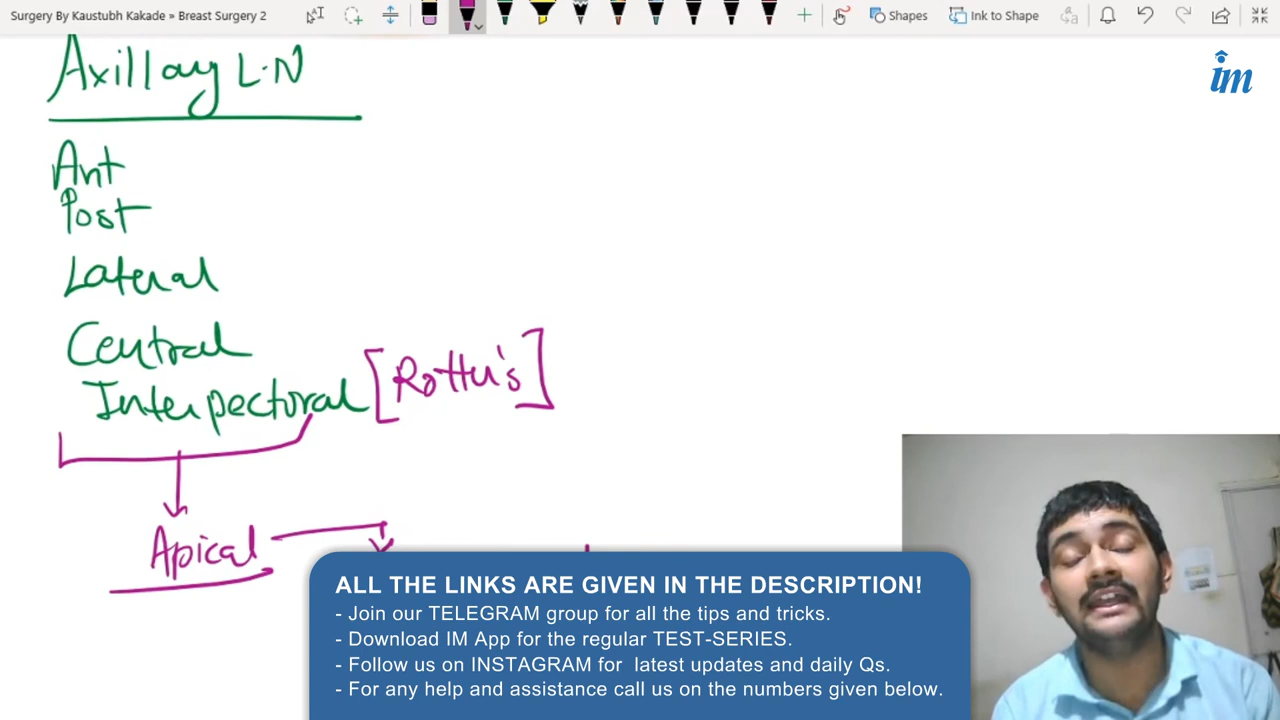 Surgery By Kaustubh Kakade » Breast Surgery 2
Shapes
Ink to Shape
im
Axillary L.N
Ant
Post
Lateral
Central
Interpectoral [Rotter's]
Apical
ALL THE LINKS ARE GIVEN IN THE DESCRIPTION!
- Join our TELEGRAM group for all the tips and tricks.
- Download IM App for the regular TEST-SERIES.
- Follow us on INSTAGRAM for latest updates and daily Qs.
- For any help and assistance call us on the numbers given below.